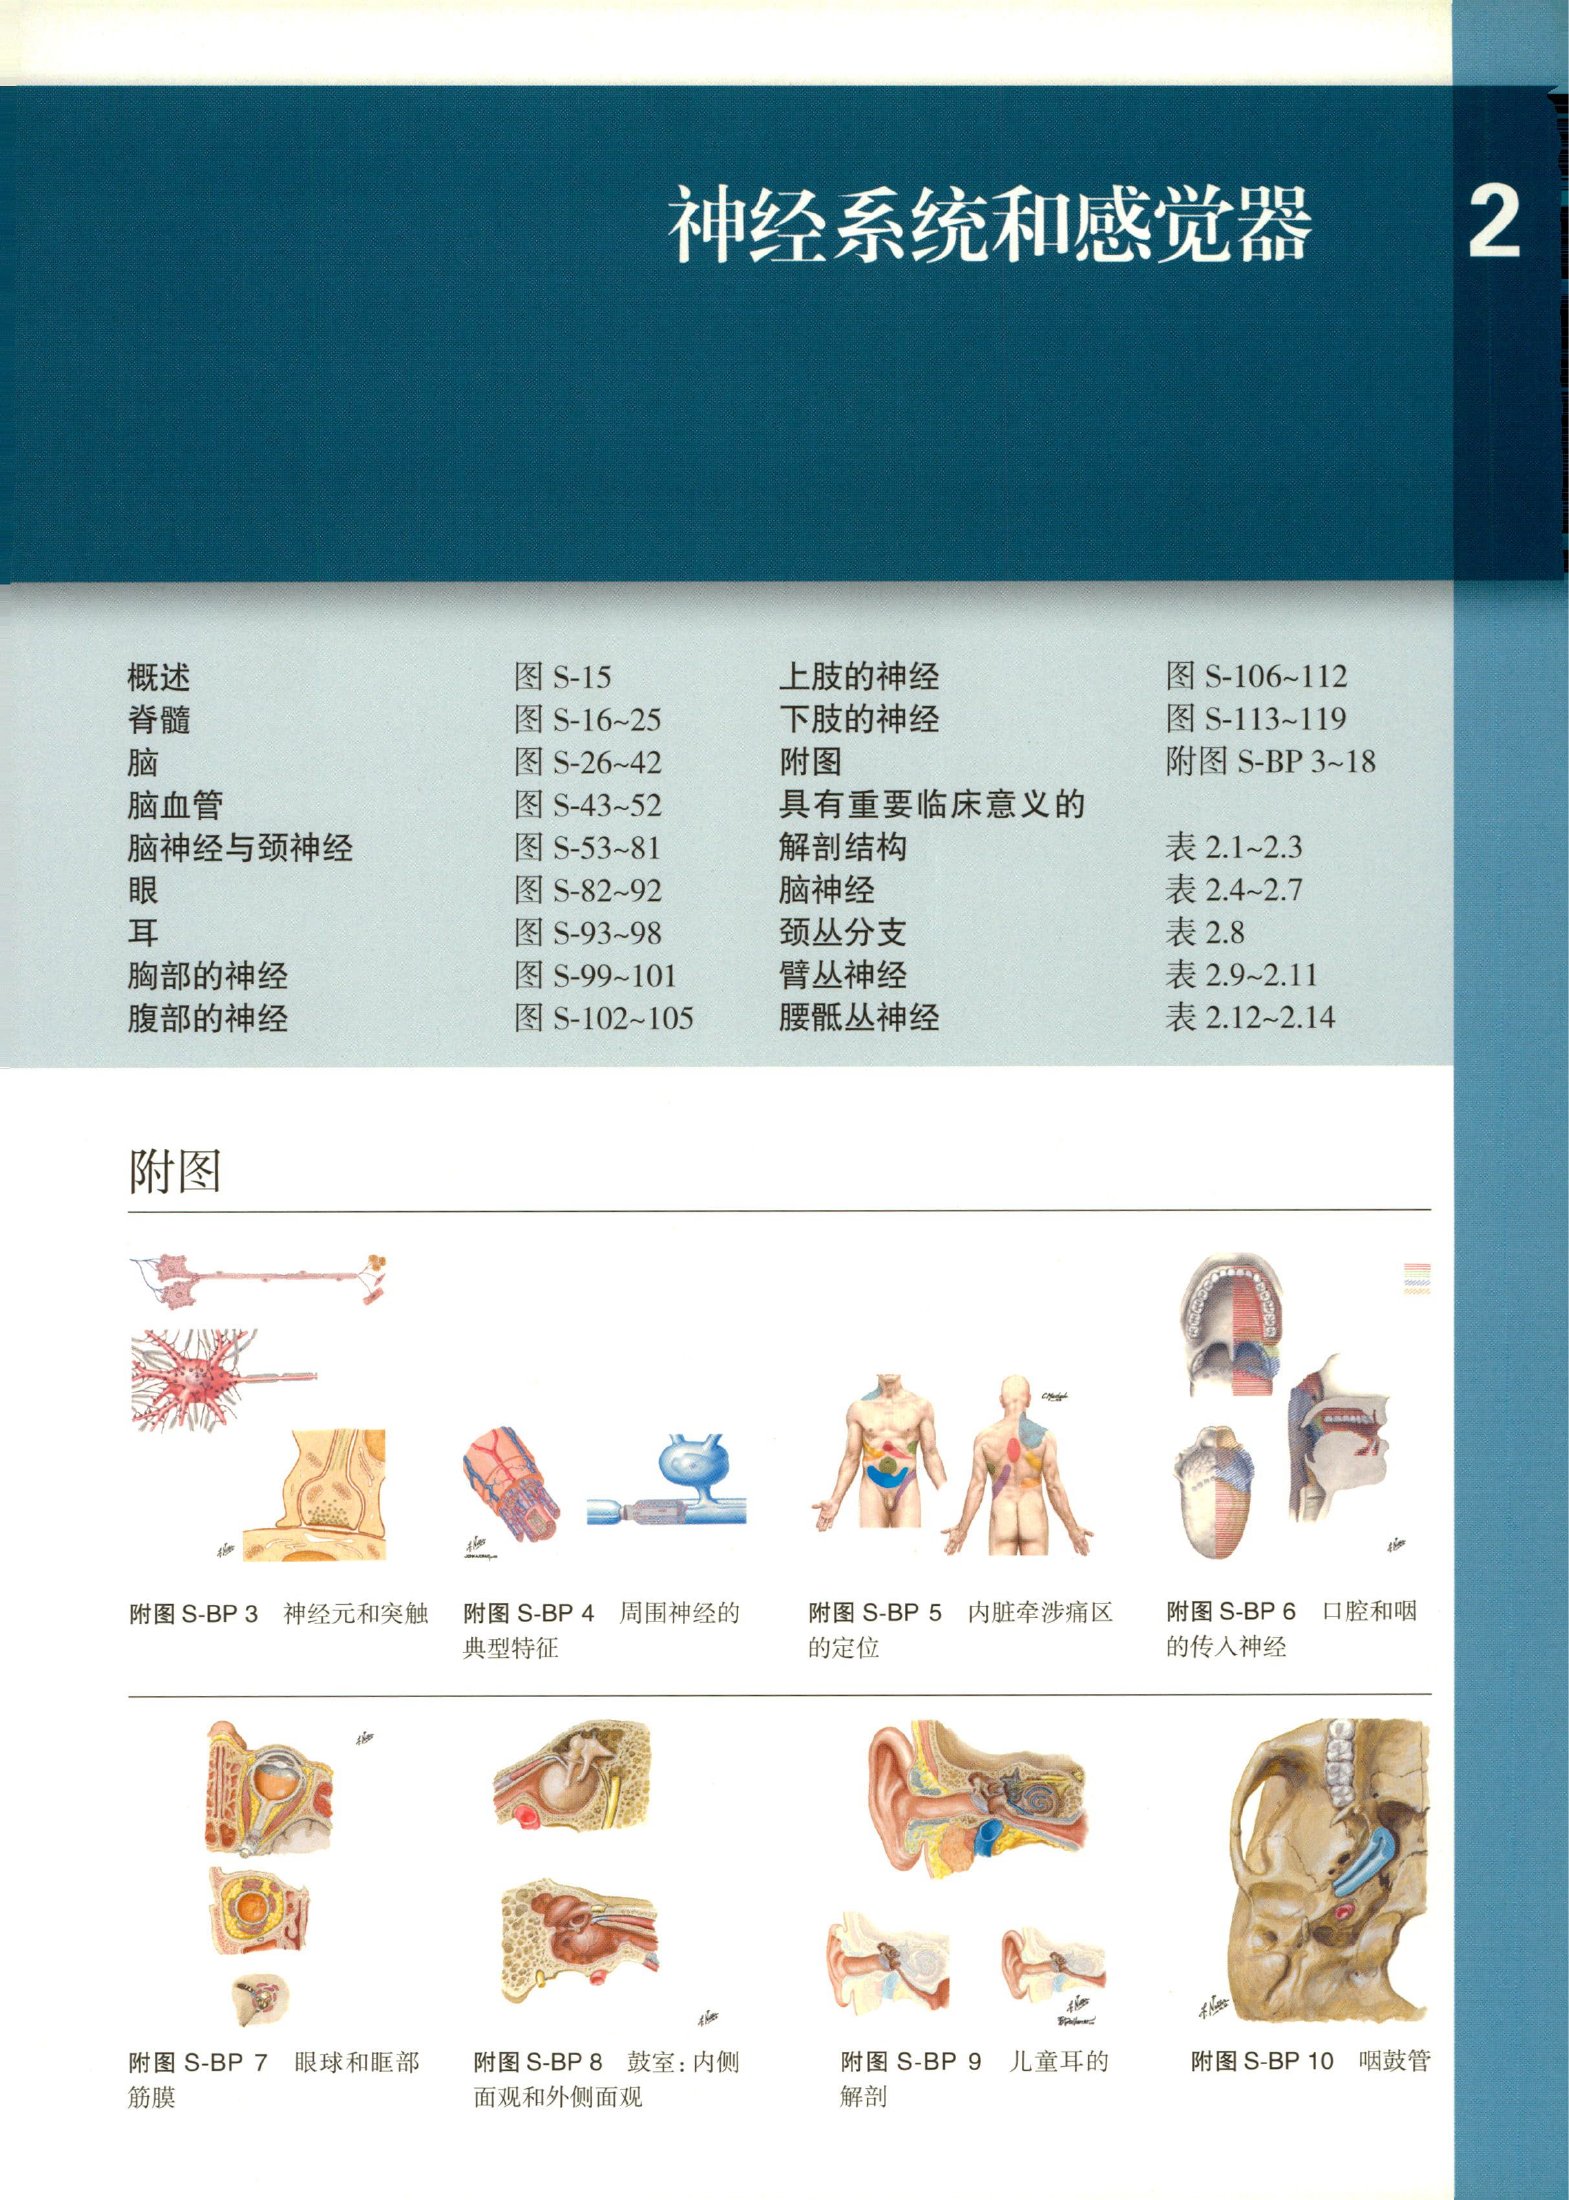 神经系统和感觉器
2
概述 图 S-15
脊髓 图 S-16~25
脑 图 S-26~42
脑血管 图 S-43~52
脑神经与颈神经 图 S-53~81
眼 图 S-82~92
耳 图 S-93~98
胸部的神经 图 S-99~101
腹部的神经 图 S-102~105
上肢的神经 图 S-106~112
下肢的神经 图 S-113~119
附图 附图 S-BP 3~18
具有重要临床意义的
解剖结构 表 2.1~2.3
脑神经 表 2.4~2.7
颈丛分支 表 2.8
臂丛神经 表 2.9~2.11
腰骶丛神经 表 2.12~2.14
附图
附图 S-BP 3 神经元和突触
附图 S-BP 4 周围神经的
典型特征
附图 S-BP 5 内脏牵涉痛区
的定位
附图 S-BP 6 口腔和咽
的传入神经
附图 S-BP 7 眼球和眶部
筋膜
附图 S-BP 8 鼓室：内侧
面观和外侧面观
附图 S-BP 9 儿童耳的
解剖
附图 S-BP 10 咽鼓管